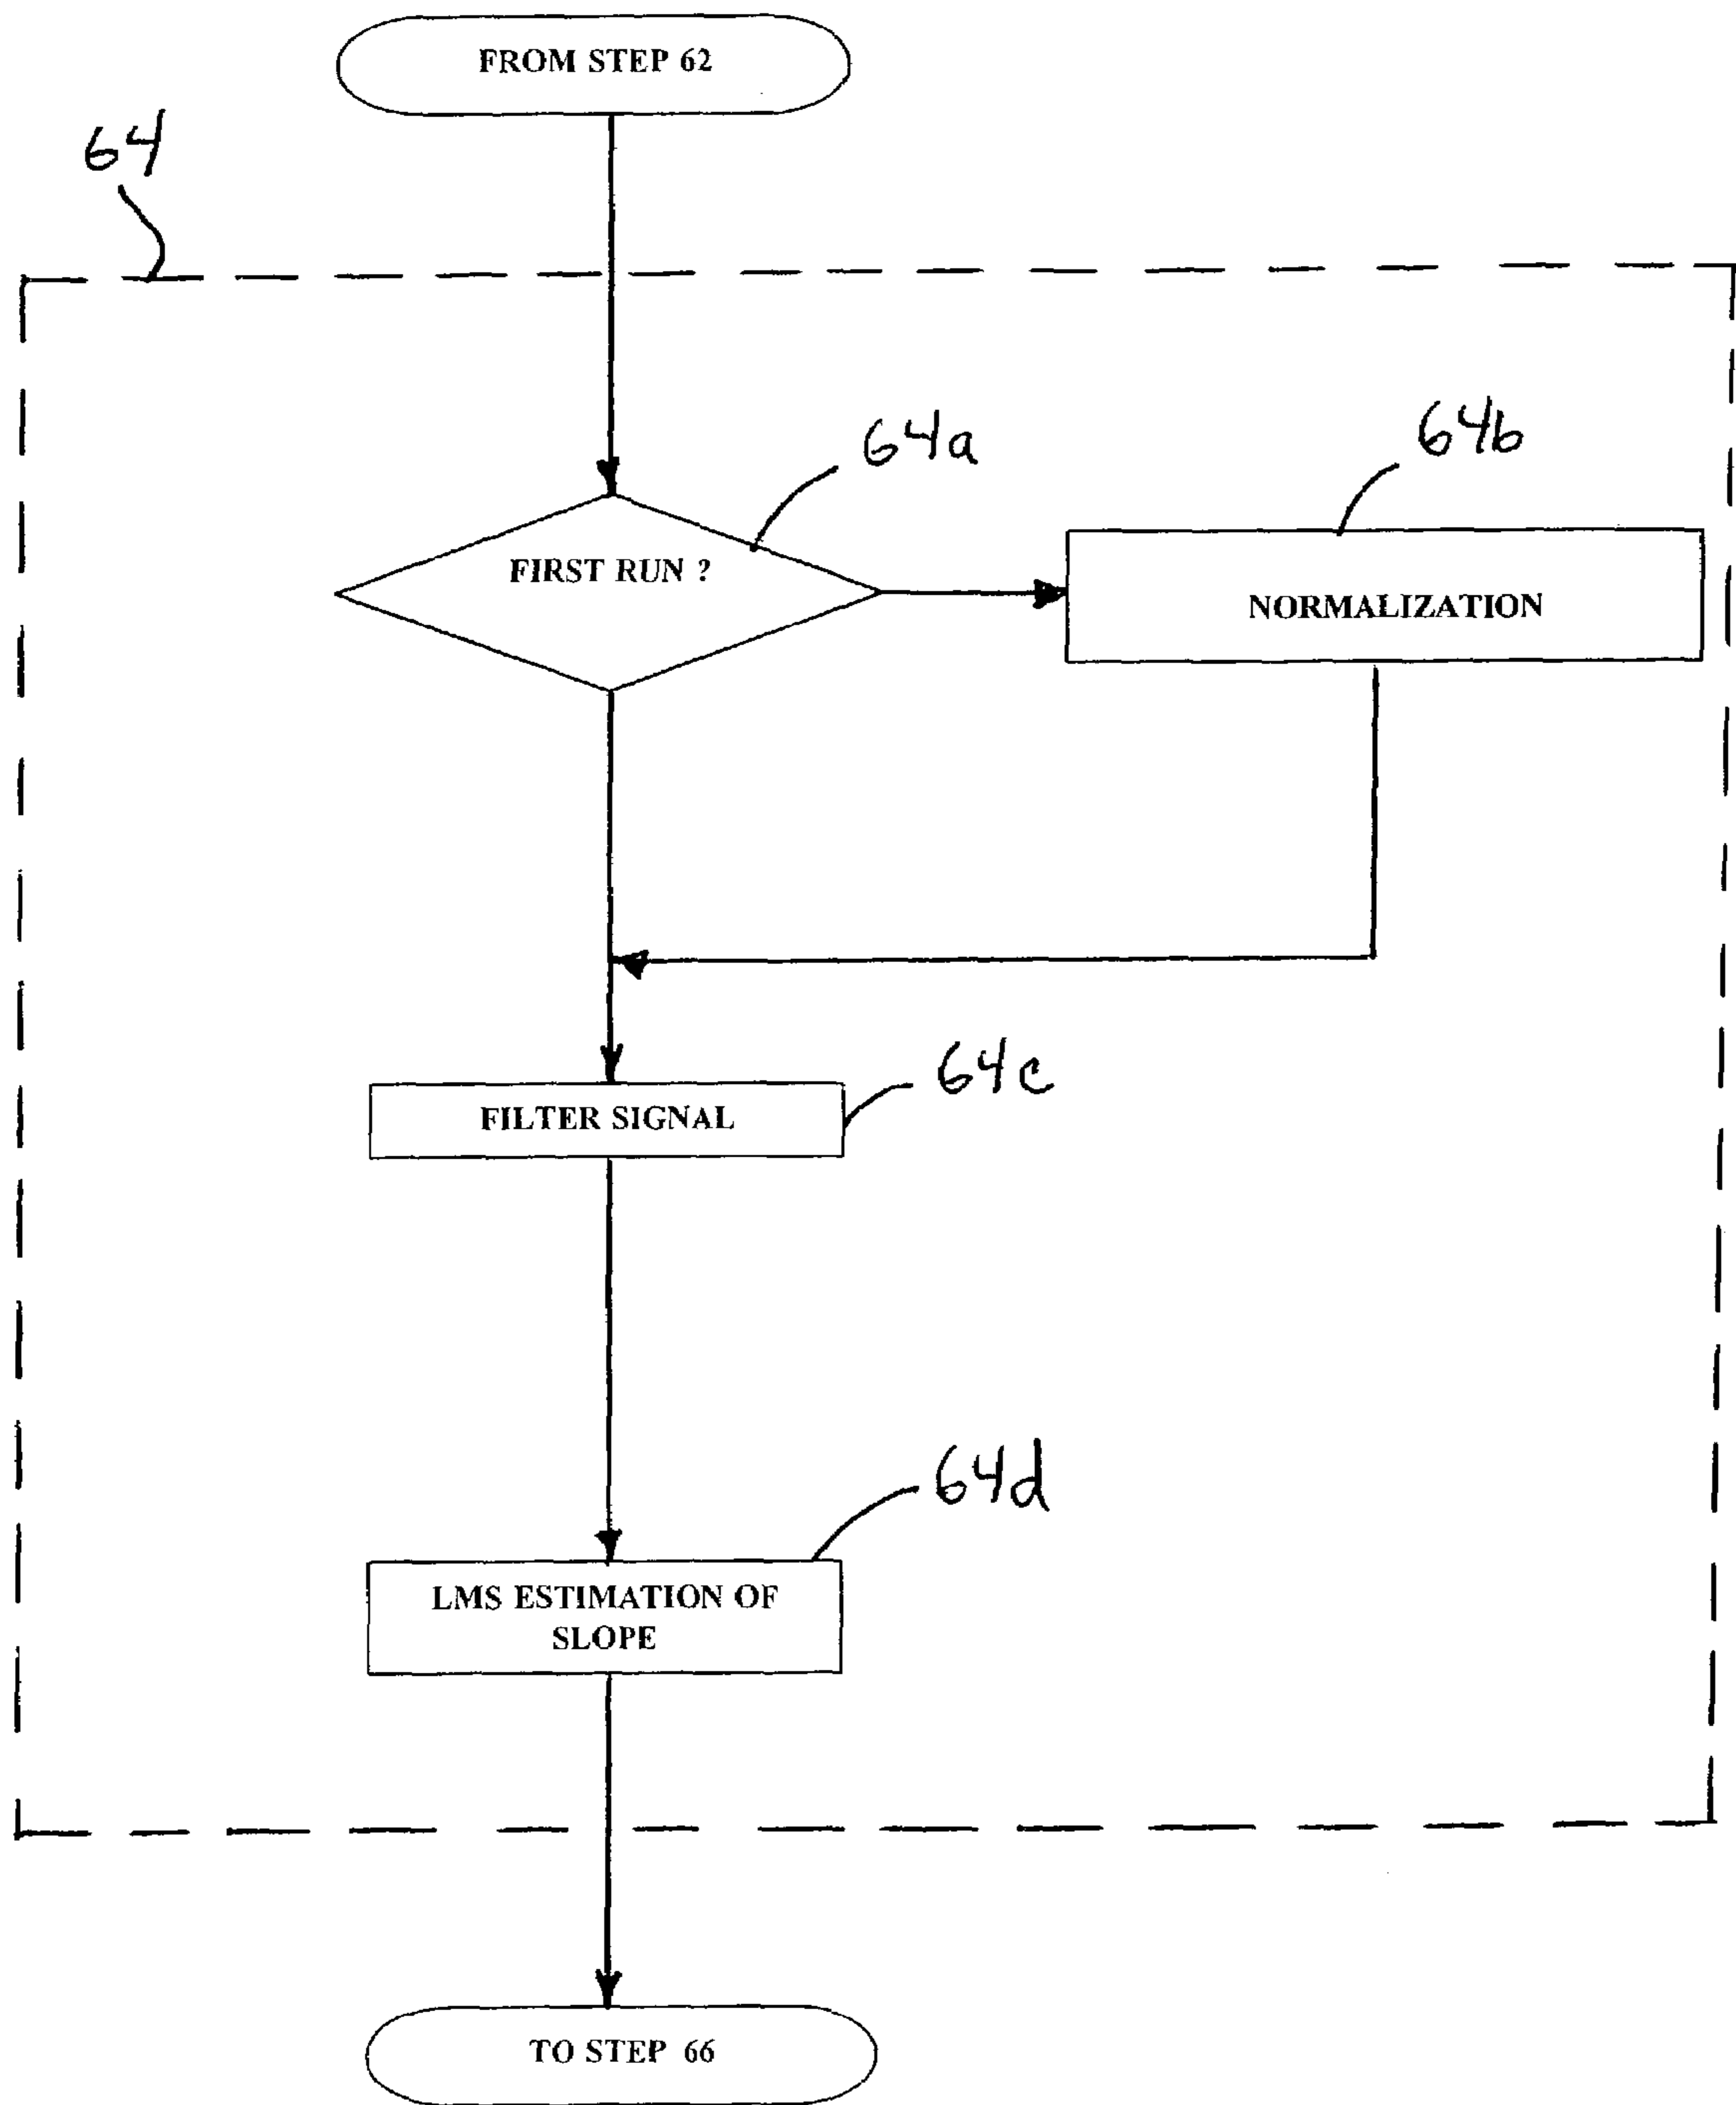 FROM STEP 62
64
64a
64b
FIRST RUN ?
NORMALIZATION
64c
FILTER SIGNAL
64d
LMS ESTIMATION OF
SLOPE
TO STEP 66